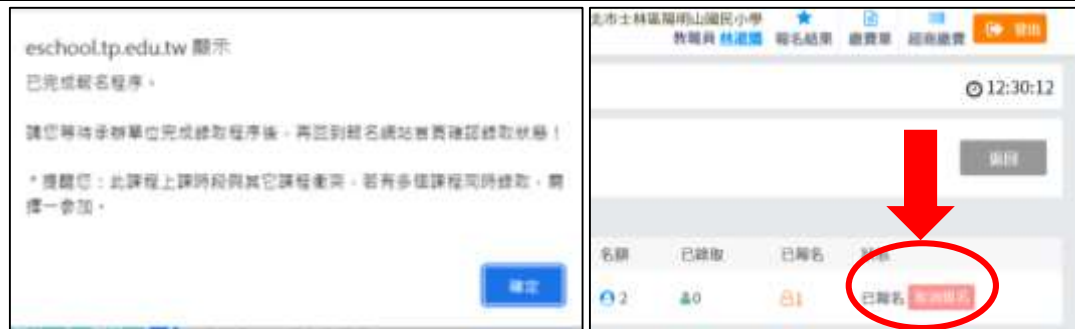 eschool.tp.edu.tw 顯示
已完成報名程序。
請您等待承辦單位完成錄取程序後，再回到報名網站首頁確認錄取狀態！
*提醒您：此課程上課時段與其它課程衝突，若有多個課程同時錄取，需
擇一參加。
確定
北市士林區陽明山國民小學
教職員
報名結果 繳費單 超商繳費 登出
12:30:12
返回
名額 已錄取 已報名 狀態
2 0 1 已報名 取消報名